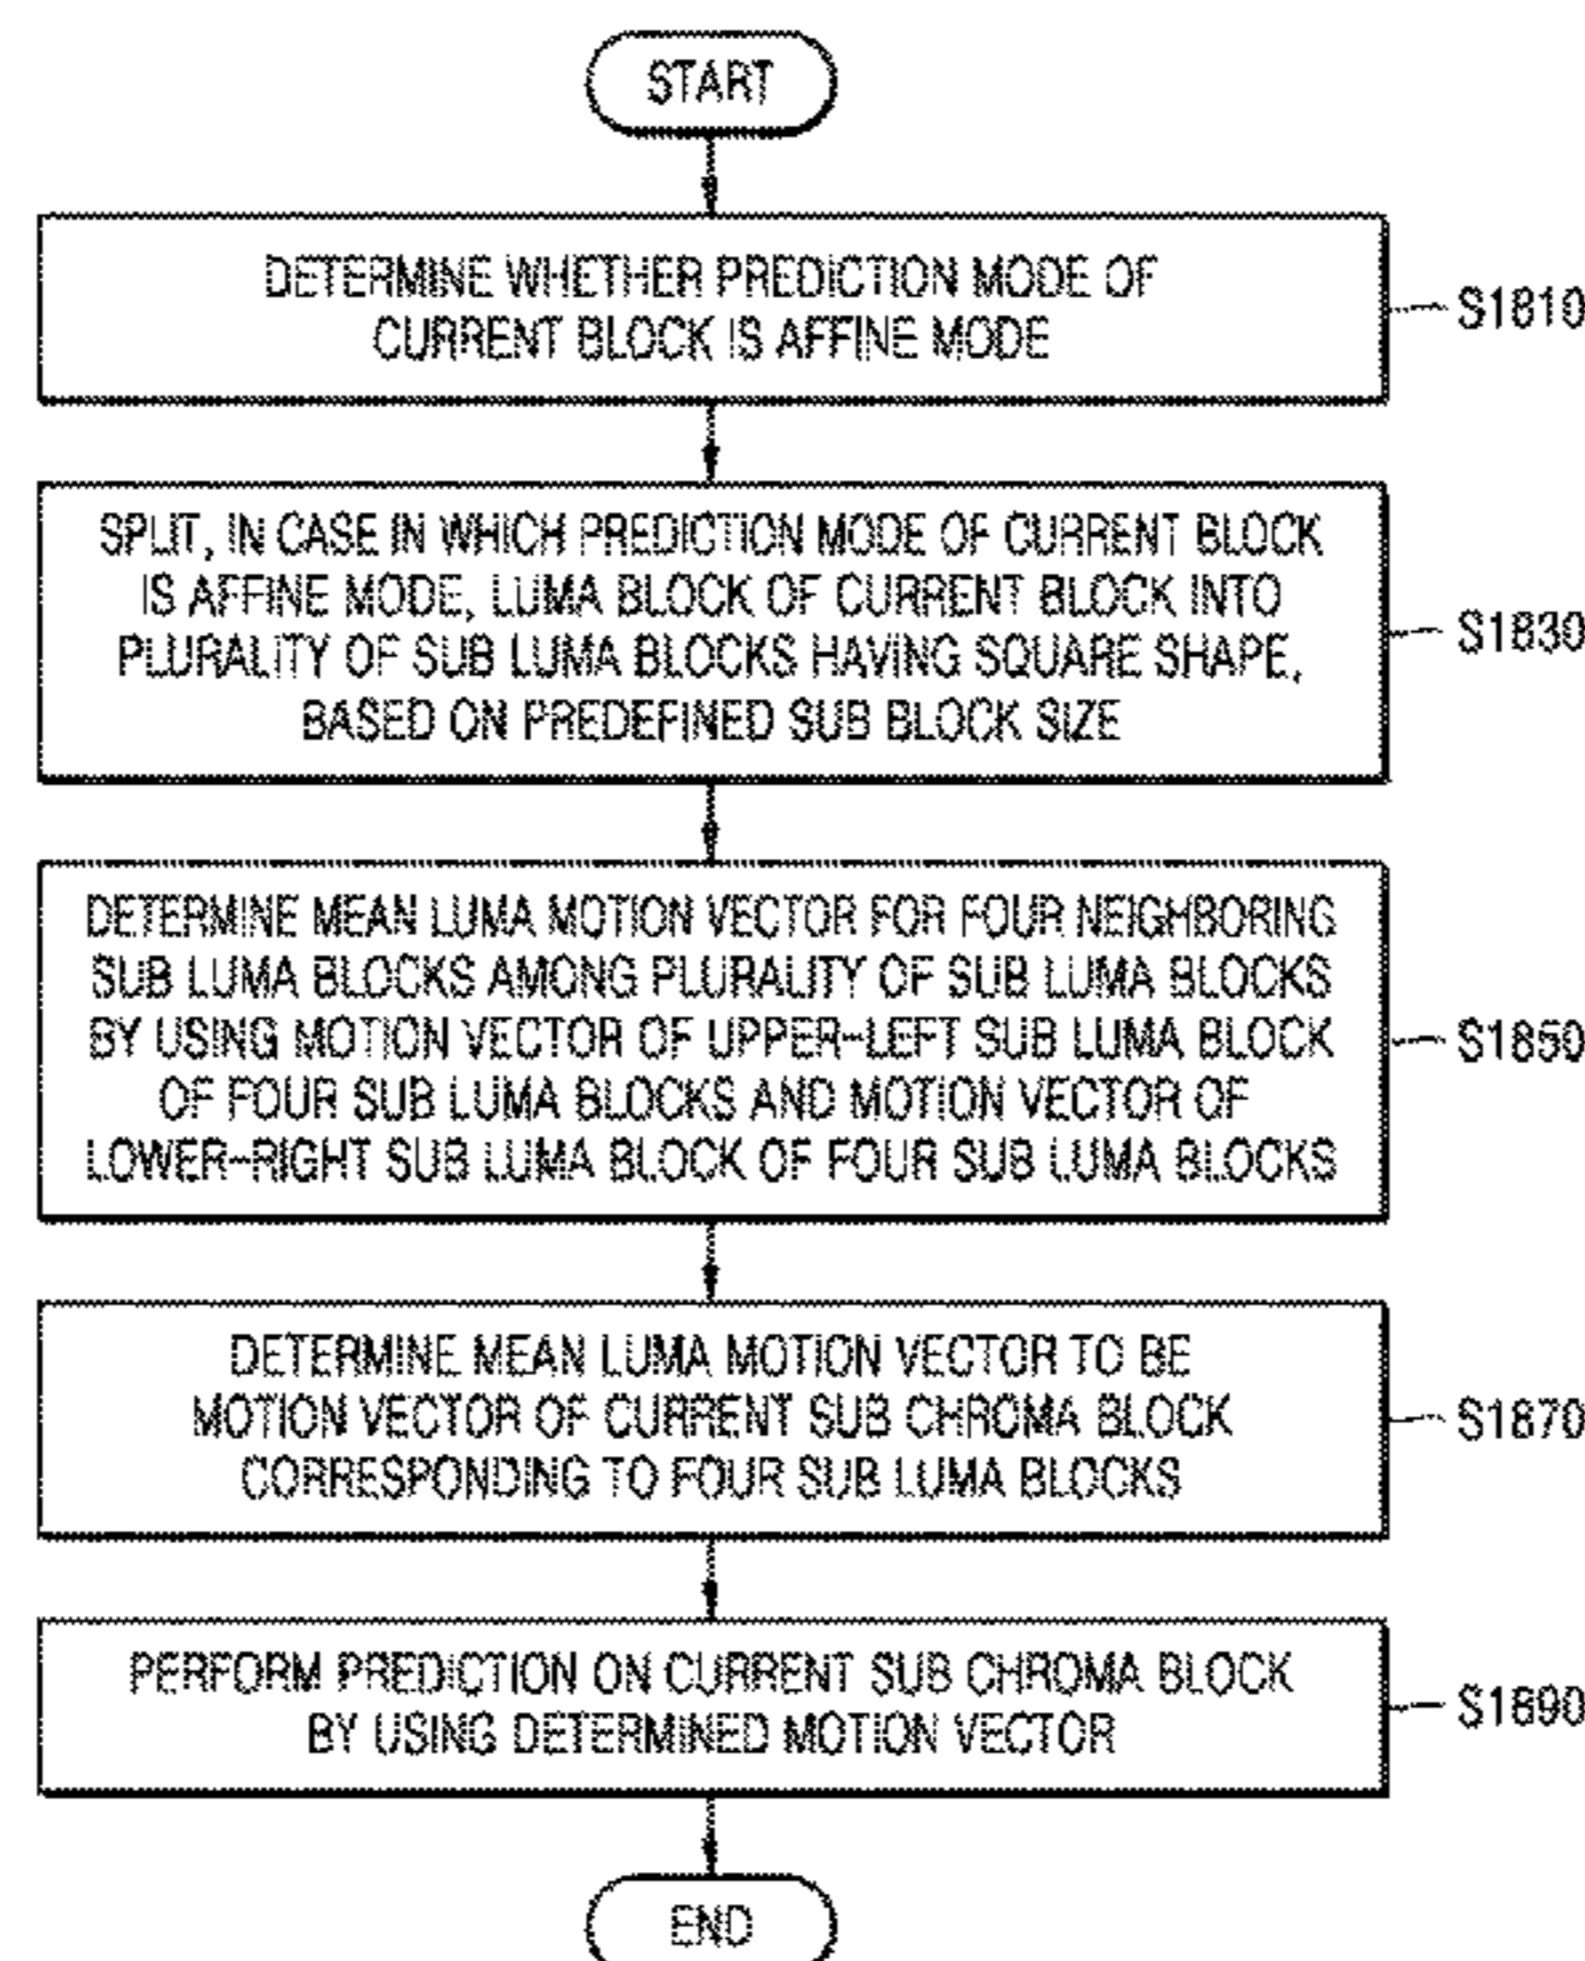 START
DETERMINE WHETHER PREDICTION MODE OF
CURRENT BLOCK IS AFFINE MODE
S1810
SPLIT, IN CASE IN WHICH PREDICTION MODE OF CURRENT BLOCK
IS AFFINE MODE, LUMA BLOCK OF CURRENT BLOCK INTO
PLURALITY OF SUB LUMA BLOCKS HAVING SQUARE SHAPE,
BASED ON PREDEFINED SUB BLOCK SIZE
S1830
DETERMINE MEAN LUMA MOTION VECTOR FOR FOUR NEIGHBORING
SUB LUMA BLOCKS AMONG PLURALITY OF SUB LUMA BLOCKS
BY USING MOTION VECTOR OF UPPER-LEFT SUB LUMA BLOCK
OF FOUR SUB LUMA BLOCKS AND MOTION VECTOR OF
LOWER-RIGHT SUB LUMA BLOCK OF FOUR SUB LUMA BLOCKS
S1850
DETERMINE MEAN LUMA MOTION VECTOR TO BE
MOTION VECTOR OF CURRENT SUB CHROMA BLOCK
CORRESPONDING TO FOUR SUB LUMA BLOCKS
S1870
PERFORM PREDICTION ON CURRENT SUB CHROMA BLOCK
BY USING DETERMINED MOTION VECTOR
S1890
END